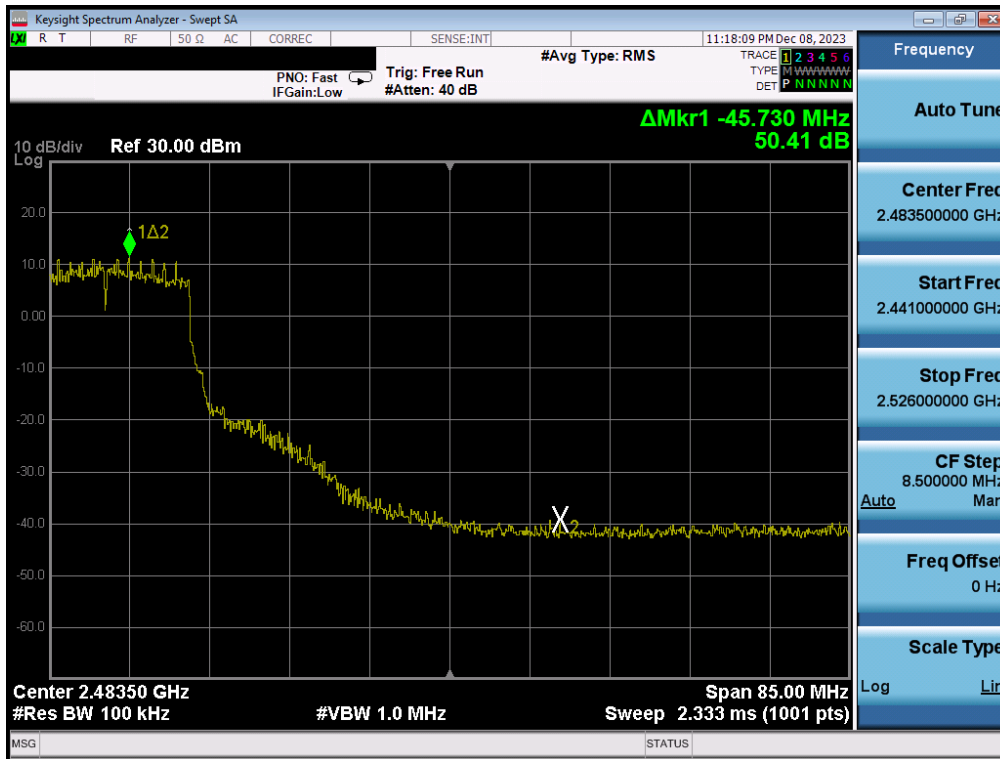 Keysight Spectrum Analyzer - Swept SA
LXI R T RF 50 Ω AC CORREC SENSE:INT 11:18:09 PM Dec 08, 2023
#Avg Type: RMS TRACE 1 2 3 4 5 6
PNO: Fast Trig: Free Run TYPE M WWWWW
IFGain:Low #Atten: 40 dB DET P N N N N N
ΔMkr1 -45.730 MHz
50.41 dB
10 dB/div Ref 30.00 dBm
Log
20.0
1Δ2
10.0
0.00
-10.0
-20.0
-30.0
-40.0
-50.0
-60.0
Center 2.48350 GHz Span 85.00 MHz
#Res BW 100 kHz #VBW 1.0 MHz Sweep 2.333 ms (1001 pts)
MSG STATUS
Frequency
Auto Tune
Center Freq
2.483500000 GHz
Start Freq
2.441000000 GHz
Stop Freq
2.526000000 GHz
CF Step
8.500000 MHz
Auto Man
Freq Offset
0 Hz
Scale Type
Log Lin